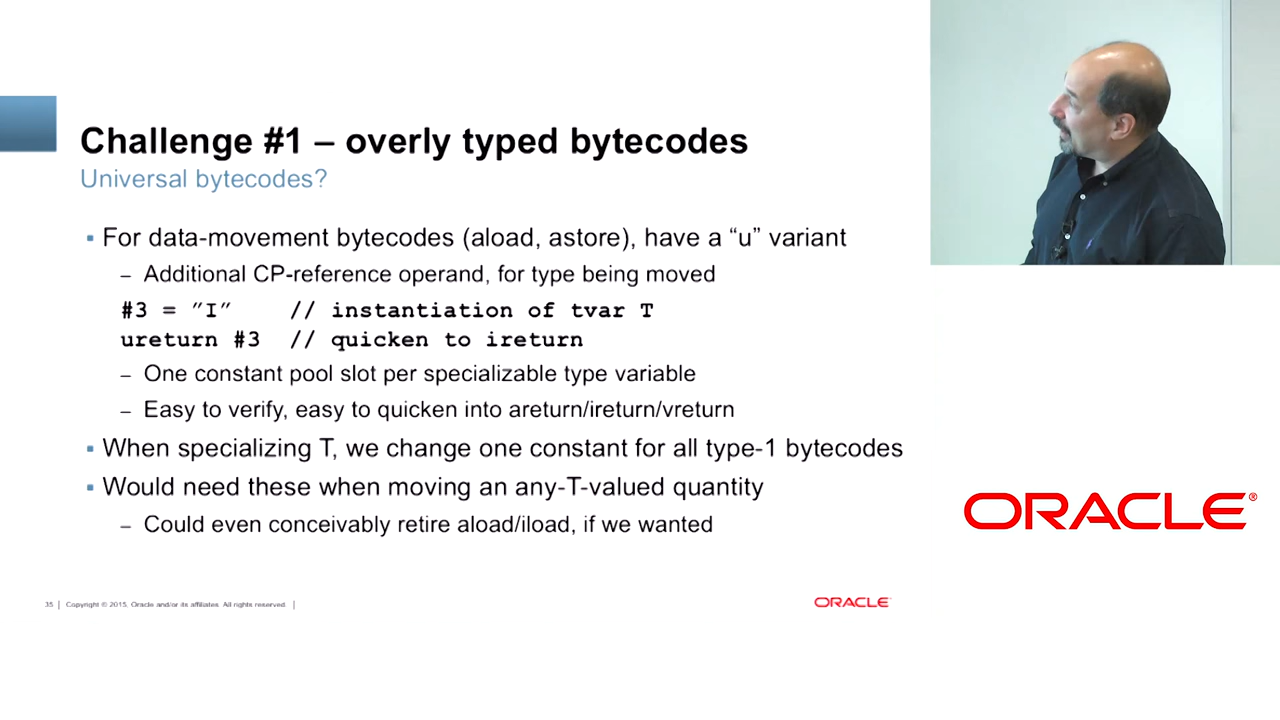 Challenge #1 – overly typed bytecodes
Universal bytecodes?
▪ For data-movement bytecodes (aload, astore), have a “u” variant
– Additional CP-reference operand, for type being moved
#3 = ”I” // instantiation of tvar T
ureturn #3 // quicken to ireturn
– One constant pool slot per specializable type variable
– Easy to verify, easy to quicken into areturn/ireturn/vreturn
▪ When specializing T, we change one constant for all type-1 bytecodes
▪ Would need these when moving an any-T-valued quantity
– Could even conceivably retire aload/iload, if we wanted
ORACLE®
35 | Copyright © 2015, Oracle and/or its affiliates. All rights reserved. |
ORACLE